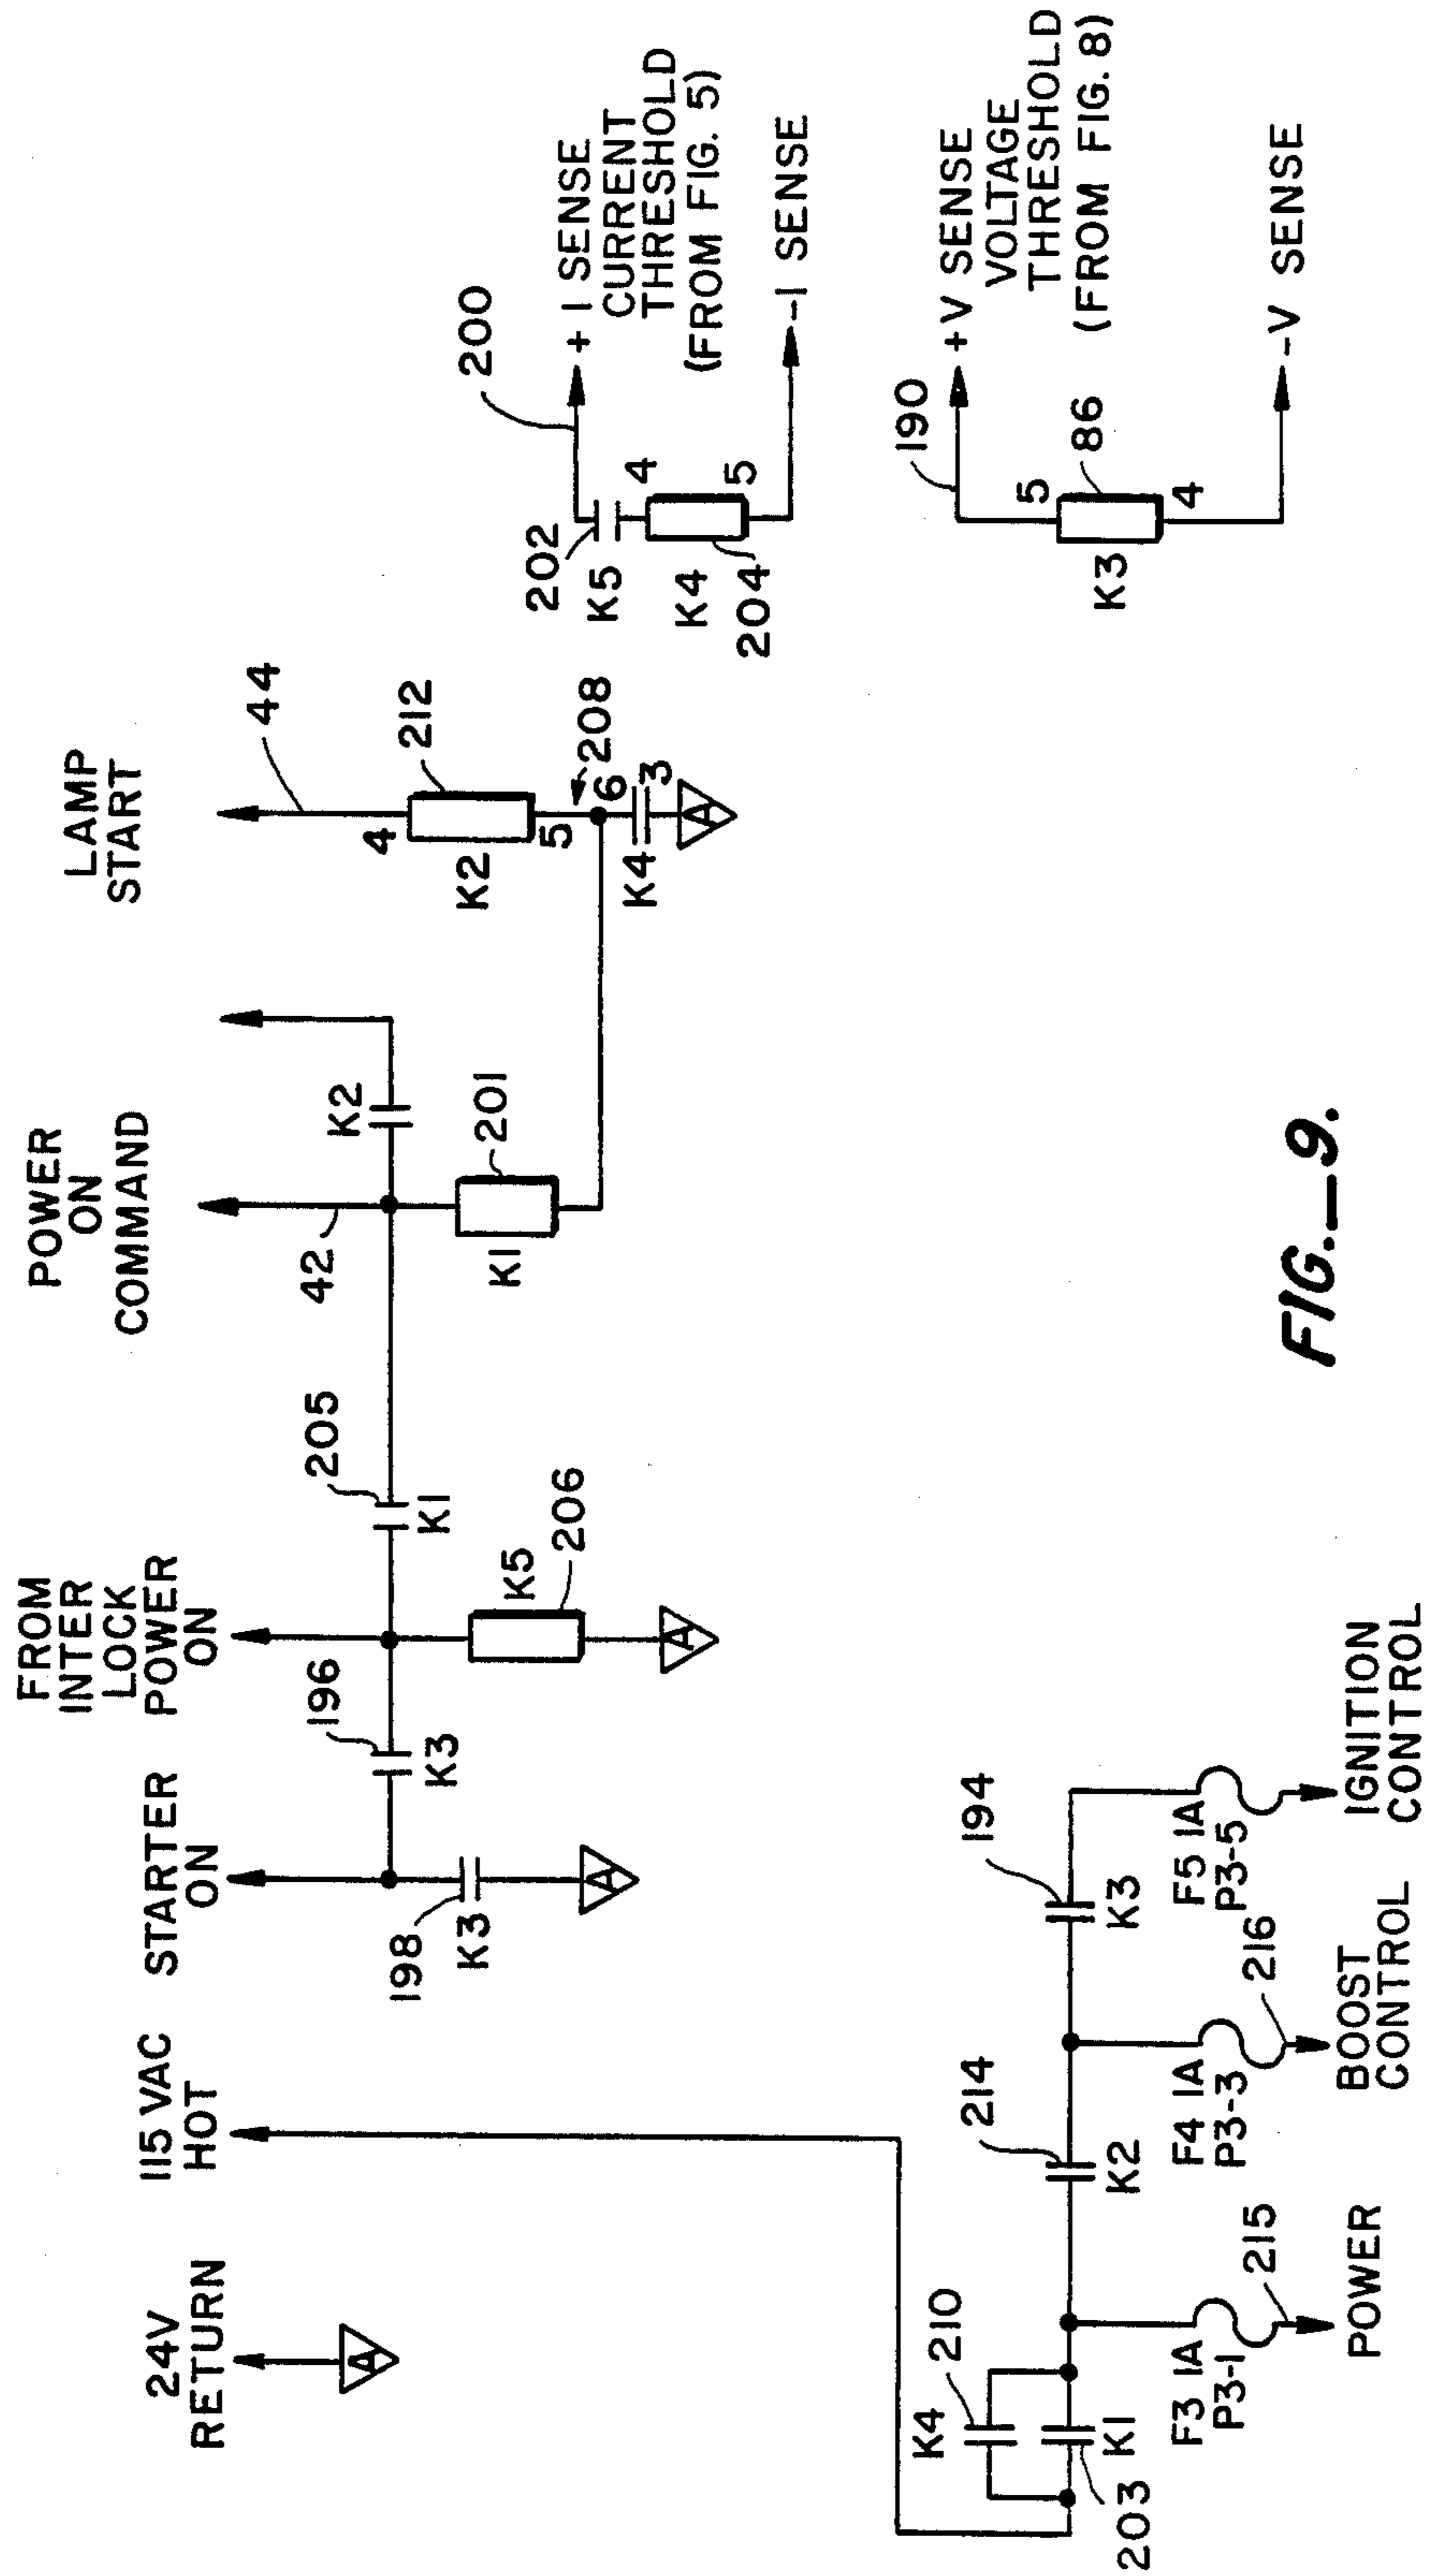 24V
RETURN
A
115 VAC
HOT
STARTER
ON
FROM
INTER
LOCK
POWER
ON
POWER
ON
COMMAND
LAMP
START
198
K3
A
196
K3
K5
206
A
205
K1
42
K1
201
K2
44
4
212
K2
5
208
6
K4
3
A
200
+ I SENSE
CURRENT
THRESHOLD
(FROM FIG. 5)
- I SENSE
202
K5
4
K4
5
204
190
+ V SENSE
VOLTAGE
THRESHOLD
(FROM FIG. 8)
- V SENSE
5
86
K3
4
K4
210
203
K1
F3 1A
P3-1
215
POWER
214
K2
F4 1A
P3-3
216
BOOST
CONTROL
194
K3
F5 1A
P3-5
IGNITION
CONTROL
FIG._9.